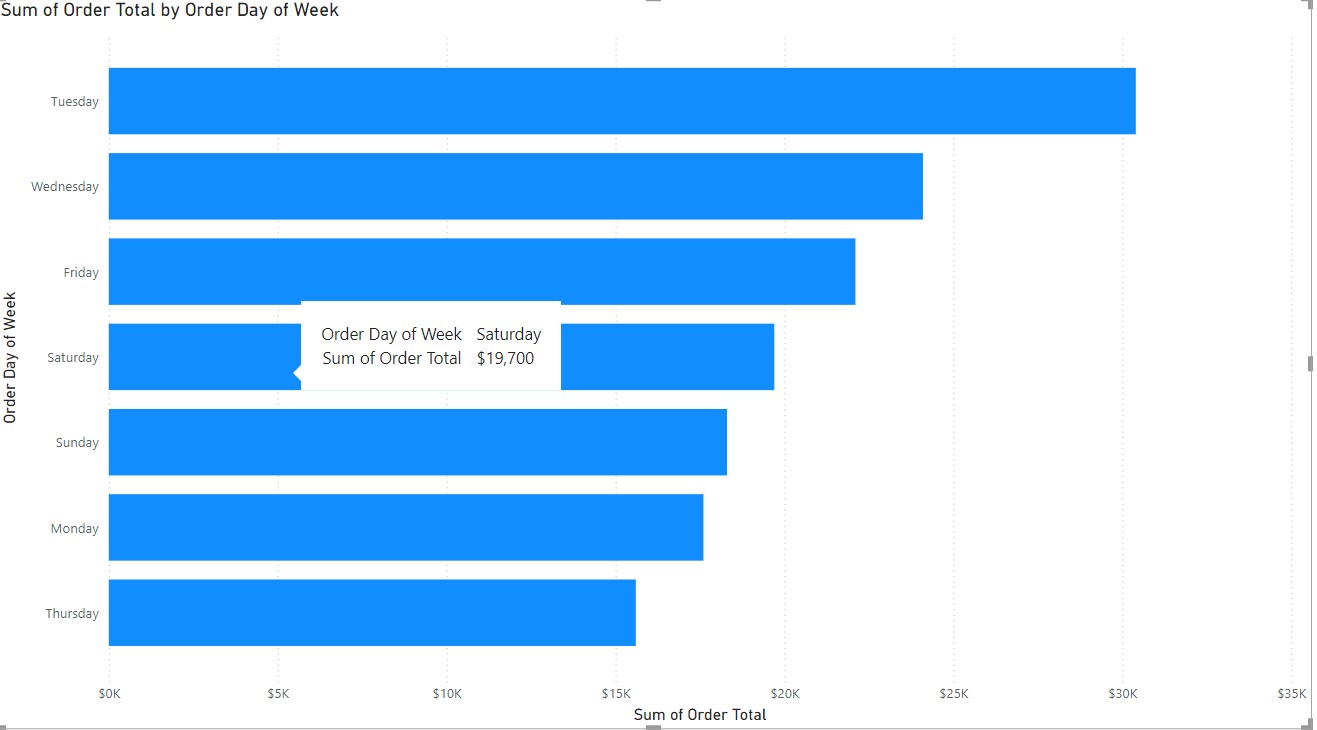 Sum of Order Total by Order Day of Week
Order Day of Week
Tuesday
Wednesday
Friday
Saturday
Sunday
Monday
Thursday
Order Day of Week Saturday
Sum of Order Total $19,700
$0K $5K $10K $15K $20K $25K $30K $35K
Sum of Order Total